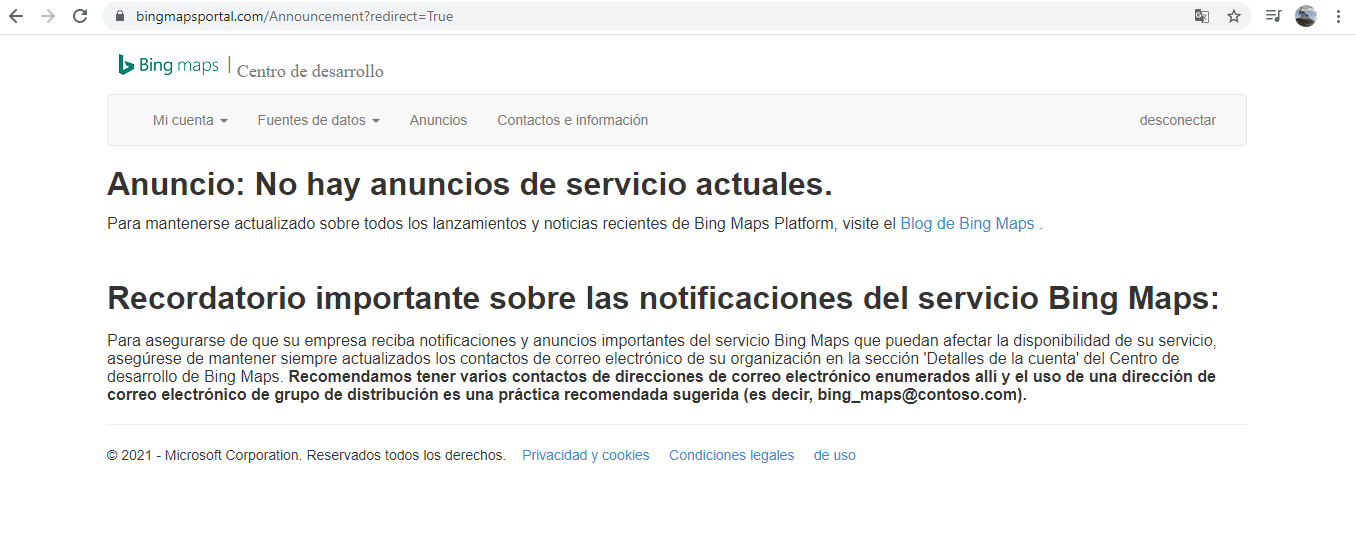 bingmapsportal.com/Announcement?redirect=True
Bing maps | Centro de desarrollo
Mi cuenta Fuentes de datos Anuncios Contactos e información desconectar
Anuncio: No hay anuncios de servicio actuales.
Para mantenerse actualizado sobre todos los lanzamientos y noticias recientes de Bing Maps Platform, visite el Blog de Bing Maps .
Recordatorio importante sobre las notificaciones del servicio Bing Maps:
Para asegurarse de que su empresa reciba notificaciones y anuncios importantes del servicio Bing Maps que puedan afectar la disponibilidad de su servicio,
asegúrese de mantener siempre actualizados los contactos de correo electrónico de su organización en la sección 'Detalles de la cuenta' del Centro de
desarrollo de Bing Maps. Recomendamos tener varios contactos de direcciones de correo electrónico enumerados allí y el uso de una dirección de
correo electrónico de grupo de distribución es una práctica recomendada sugerida (es decir, bing_maps@contoso.com).
© 2021 - Microsoft Corporation. Reservados todos los derechos. Privacidad y cookies Condiciones legales de uso